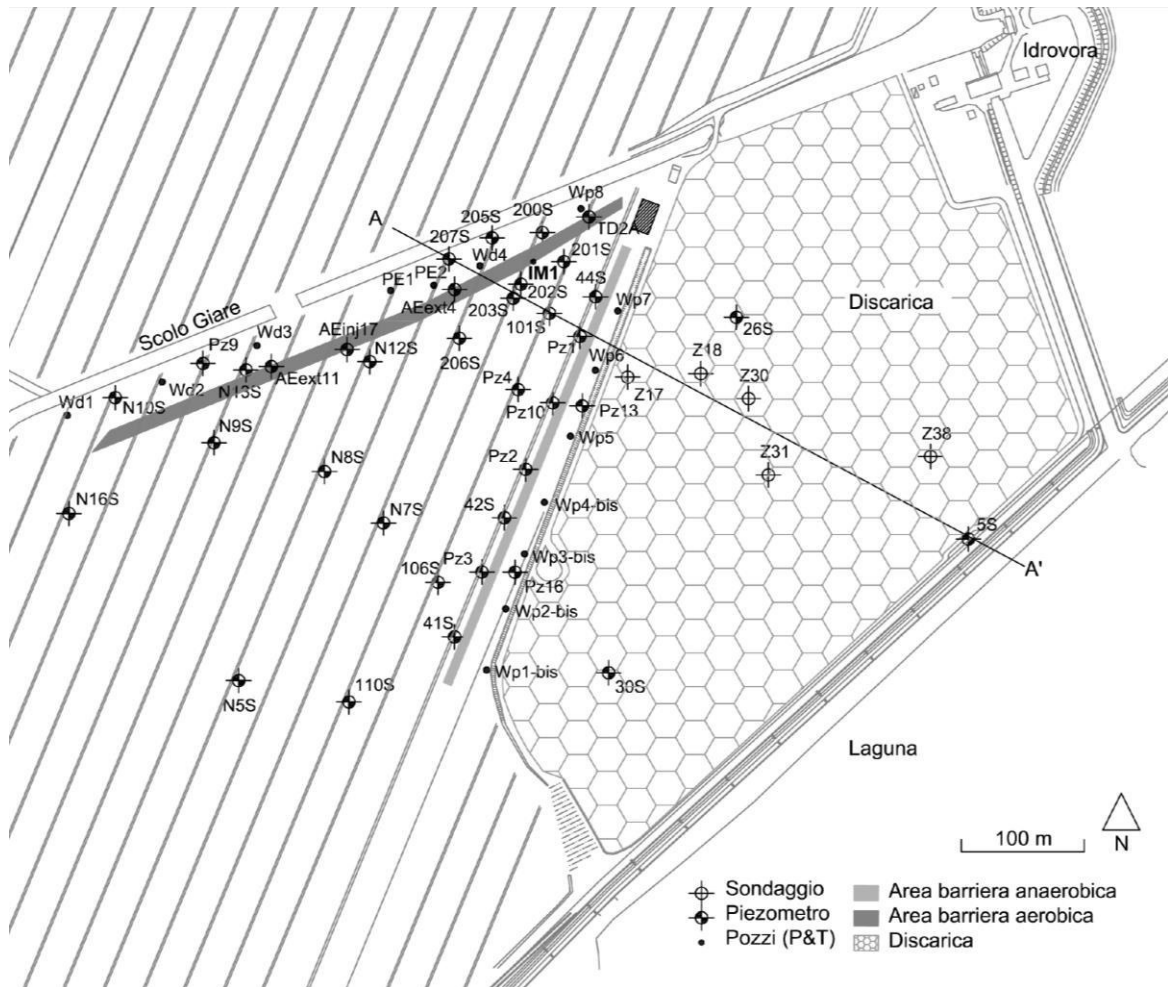 Idrovora
Wp8
200S
205S
TD2A
A
207S
Wd4
201S
PE2
IM1
44S
PE1
202S
AEext4
203S
Wp7
101S
Discarica
26S
Scolo Giare
AEinj17
Wd3
Pz9
N12S
206S
Pz1
Wp6
Z18
Z30
AEext11
N13S
Wd2
Pz4
Z17
Wd1
N10S
Pz10
Pz13
N9S
Wp5
Z38
Z31
N8S
Pz2
N16S
42S
Wp4-bis
N7S
5S
Pz3
Wp3-bis
106S
Pz16
A'
Wp2-bis
41S
Wp1-bis
30S
N5S
110S
Laguna
100 m
N
Sondaggio
Piezometro
Pozzi (P&T)
Area barriera anaerobica
Area barriera aerobica
Discarica